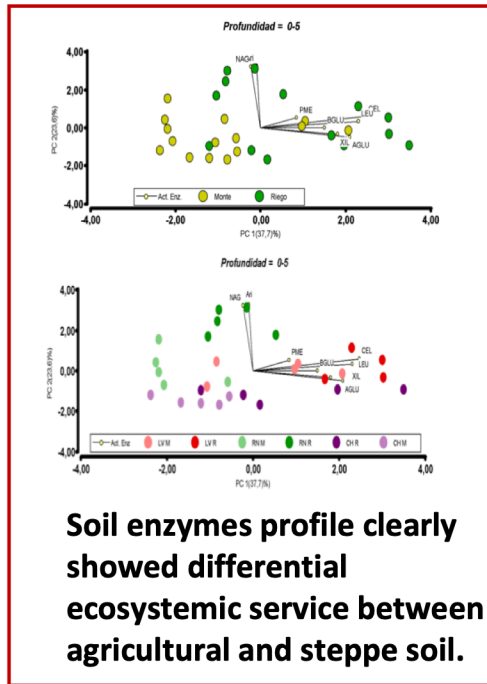 Profundidad = 0-5
4,00
NAG
Ari
2,00
PME
CEL
LEU
BGLU
0,00
XIL
AGLU
-2,00
Act. Enz.
Monte
Riego
-4,00
-4,00
-2,00
0,00
2,00
4,00
PC 1(37,7)%)
PC 2(23,6)%)
Profundidad = 0-5
4,00
NAG
Ari
2,00
PME
CEL
BGLU
LEU
0,00
XIL
AGLU
-2,00
Act. Enz
LV M
LV R
RN M
RN R
CH R
CH M
-4,00
-4,00
-2,00
0,00
2,00
4,00
PC 1(37,7)%)
PC 2(23,6)%)
Soil enzymes profile clearly
showed differential
ecosystemic service between
agricultural and steppe soil.